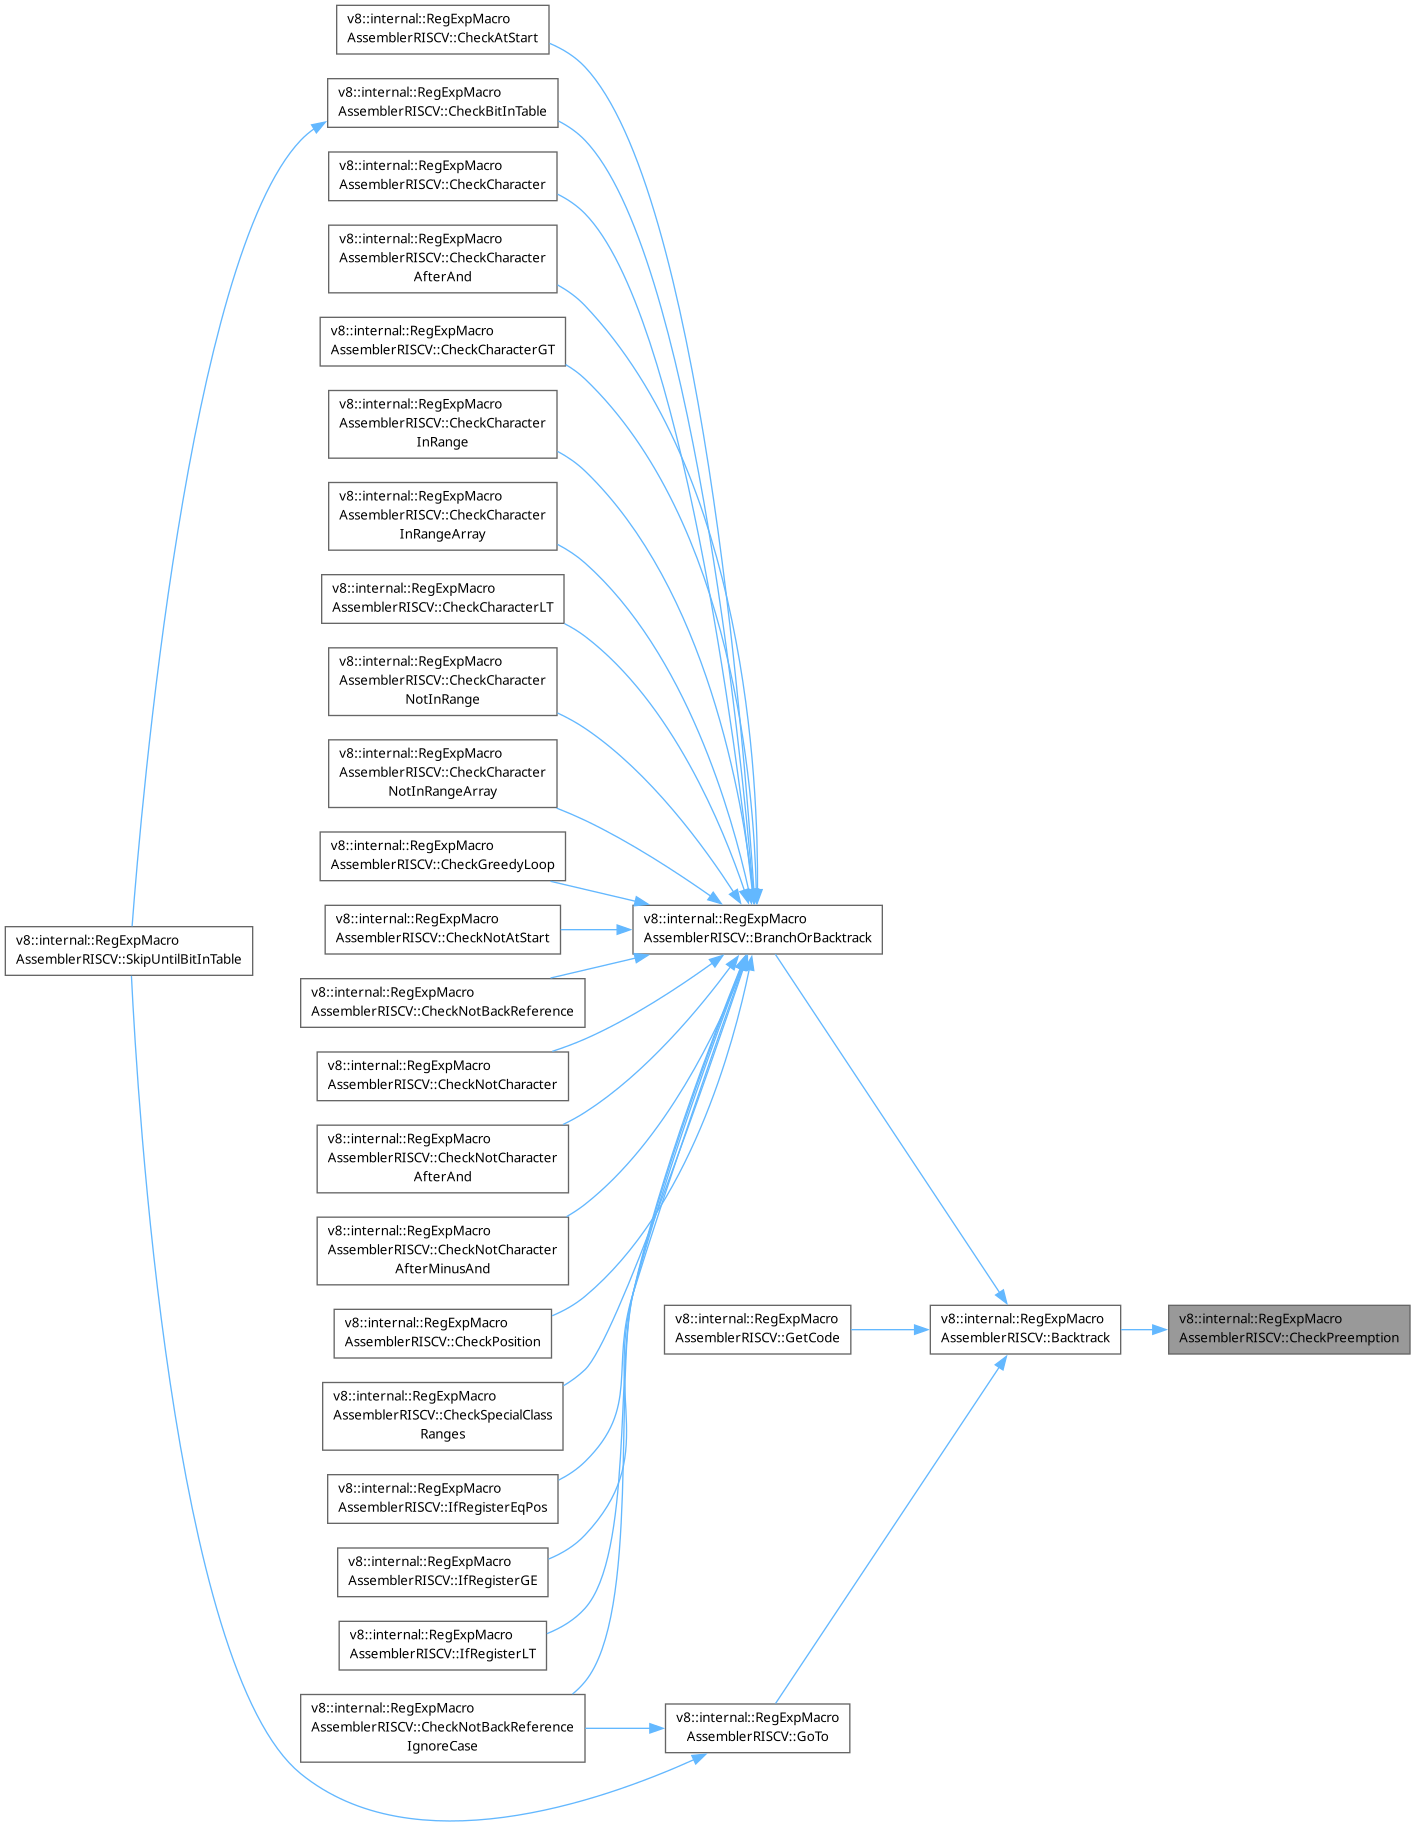 v8::internal::RegExpMacro
AssemblerRISCV::CheckAtStart
v8::internal::RegExpMacro
AssemblerRISCV::CheckBitInTable
v8::internal::RegExpMacro
AssemblerRISCV::CheckCharacter
v8::internal::RegExpMacro
AssemblerRISCV::CheckCharacter
AfterAnd
v8::internal::RegExpMacro
AssemblerRISCV::CheckCharacterGT
v8::internal::RegExpMacro
AssemblerRISCV::CheckCharacter
InRange
v8::internal::RegExpMacro
AssemblerRISCV::CheckCharacter
InRangeArray
v8::internal::RegExpMacro
AssemblerRISCV::CheckCharacterLT
v8::internal::RegExpMacro
AssemblerRISCV::CheckCharacter
NotInRange
v8::internal::RegExpMacro
AssemblerRISCV::CheckCharacter
NotInRangeArray
v8::internal::RegExpMacro
AssemblerRISCV::CheckGreedyLoop
v8::internal::RegExpMacro
AssemblerRISCV::SkipUntilBitInTable
v8::internal::RegExpMacro
AssemblerRISCV::CheckNotAtStart
v8::internal::RegExpMacro
AssemblerRISCV::BranchOrBacktrack
v8::internal::RegExpMacro
AssemblerRISCV::CheckNotBackReference
v8::internal::RegExpMacro
AssemblerRISCV::CheckNotCharacter
v8::internal::RegExpMacro
AssemblerRISCV::CheckNotCharacter
AfterAnd
v8::internal::RegExpMacro
AssemblerRISCV::CheckNotCharacter
AfterMinusAnd
v8::internal::RegExpMacro
AssemblerRISCV::CheckPosition
v8::internal::RegExpMacro
AssemblerRISCV::GetCode
v8::internal::RegExpMacro
AssemblerRISCV::Backtrack
v8::internal::RegExpMacro
AssemblerRISCV::CheckPreemption
v8::internal::RegExpMacro
AssemblerRISCV::CheckSpecialClass
Ranges
v8::internal::RegExpMacro
AssemblerRISCV::IfRegisterEqPos
v8::internal::RegExpMacro
AssemblerRISCV::IfRegisterGE
v8::internal::RegExpMacro
AssemblerRISCV::IfRegisterLT
v8::internal::RegExpMacro
AssemblerRISCV::CheckNotBackReference
IgnoreCase
v8::internal::RegExpMacro
AssemblerRISCV::GoTo